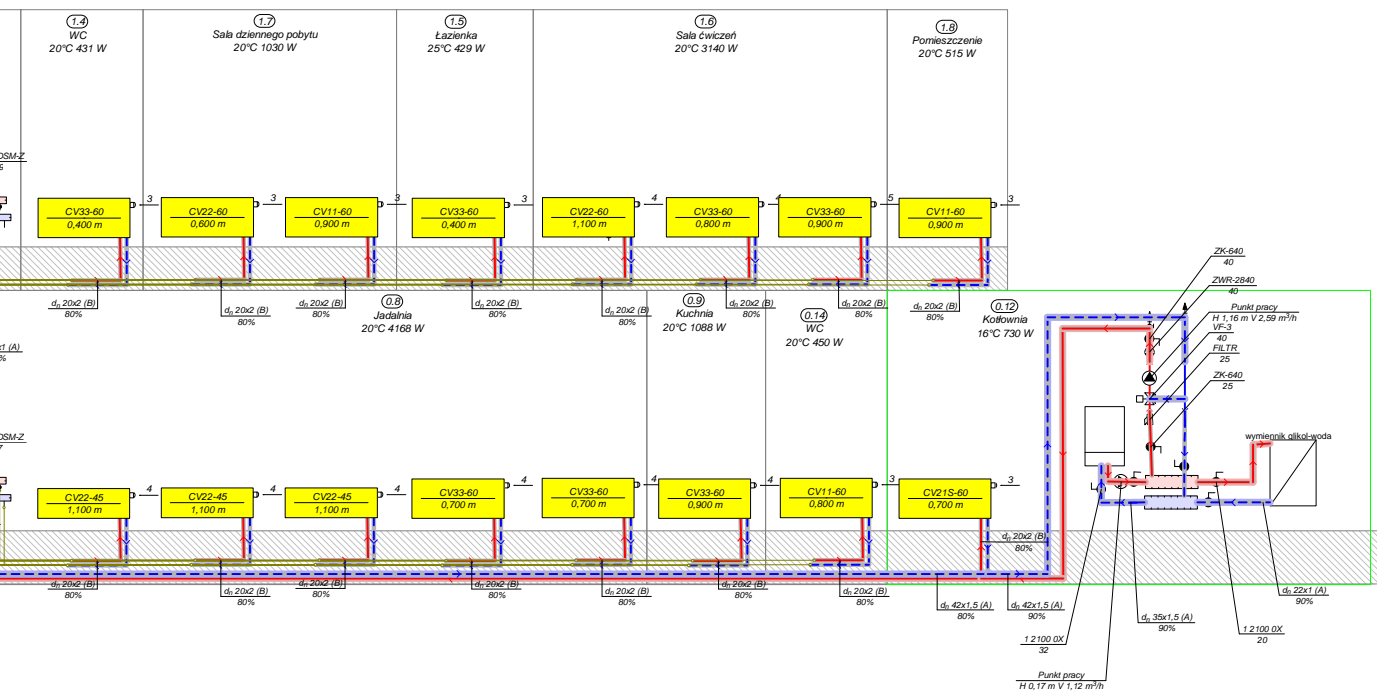 1.4
WC
20°C 431 W
1.7
Sala dziennego pobytu
20°C 1030 W
1.5
Łazienka
25°C 429 W
1.6
Sala ćwiczeń
20°C 3140 W
1.8
Pomieszczenie
20°C 515 W
DSM-Z
CV33-60
0,400 m
3
CV22-60
0,600 m
3
CV11-60
0,900 m
3
CV33-60
0,400 m
3
CV22-60
1,100 m
4
CV33-60
0,800 m
4
CV33-60
0,900 m
5
CV11-60
0,900 m
3
dn 20x2 (B)
80%
dn 20x2 (B)
80%
dn 20x2 (B)
80%
dn 20x2 (B)
80%
dn 20x2 (B)
80%
dn 20x2 (B)
80%
dn 20x2 (B)
80%
dn 20x2 (B)
80%
0.8
Jadalnia
20°C 4168 W
0.9
Kuchnia
20°C 1088 W
0.14
WC
20°C 450 W
0.12
Kotłownia
16°C 730 W
ZK-640
40
ZWR-2840
40
Punkt pracy
H 1,16 m V 2,59 m³/h
VF-3
40
FILTR
25
ZK-640
25
wymiennik glikol-woda
x1 (A)
%
DSM-Z
7
CV22-45
1,100 m
4
CV22-45
1,100 m
4
CV22-45
1,100 m
4
CV33-60
0,700 m
4
CV33-60
0,700 m
4
CV33-60
0,900 m
4
CV11-60
0,800 m
3
CV21S-60
0,700 m
3
dn 20x2 (B)
80%
dn 20x2 (B)
80%
dn 20x2 (B)
80%
dn 20x2 (B)
80%
dn 20x2 (B)
80%
dn 20x2 (B)
80%
dn 20x2 (B)
80%
dn 20x2 (B)
80%
dn 42x1,5 (A)
80%
dn 42x1,5 (A)
90%
dn 35x1,5 (A)
90%
dn 22x1 (A)
90%
1 2100 0X
32
1 2100 0X
20
Punkt pracy
H 0,17 m V 1,12 m³/h